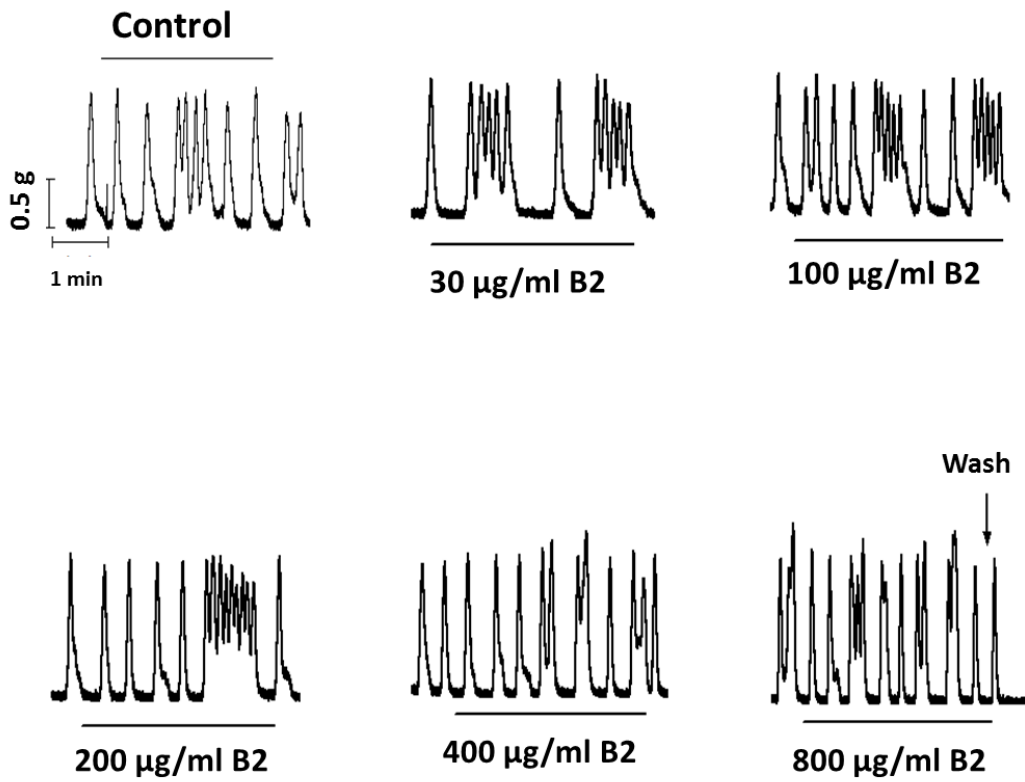 Control
0.5 g
1 min
30 µg/ml B2
100 µg/ml B2
Wash
200 µg/ml B2
400 µg/ml B2
800 µg/ml B2